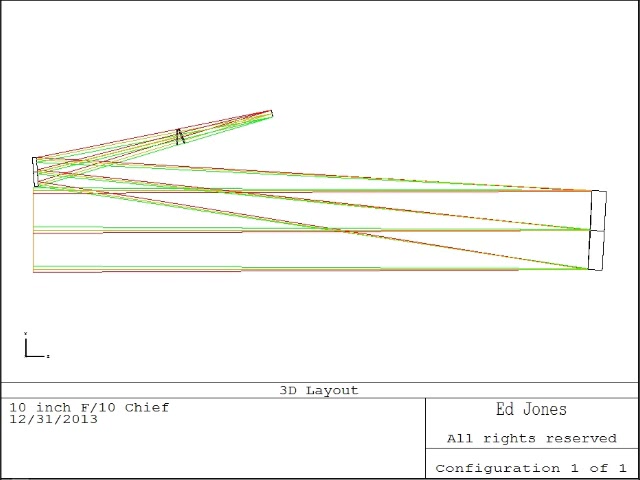 3D Layout
10 inch F/10 Chief
12/31/2013
Ed Jones
All rights reserved
Configuration 1 of 1